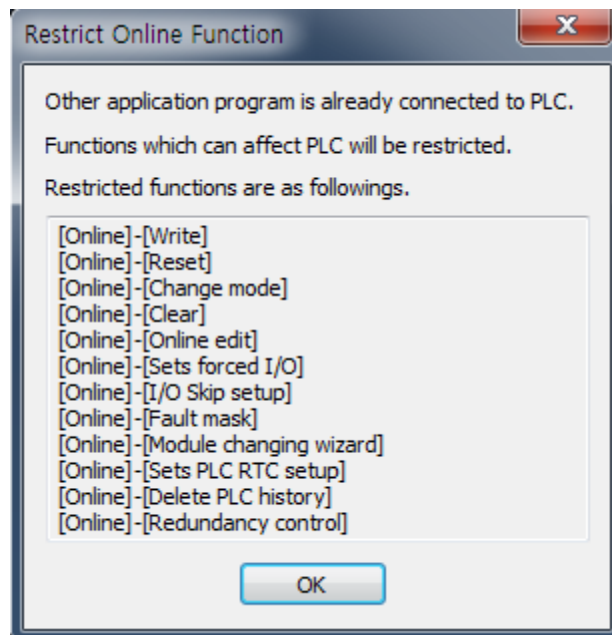 Restrict Online Function
Other application program is already connected to PLC.
Functions which can affect PLC will be restricted.
Restricted functions are as followings.
[Online]-[Write]
[Online]-[Reset]
[Online]-[Change mode]
[Online]-[Clear]
[Online]-[Online edit]
[Online]-[Sets forced I/O]
[Online]-[I/O Skip setup]
[Online]-[Fault mask]
[Online]-[Module changing wizard]
[Online]-[Sets PLC RTC setup]
[Online]-[Delete PLC history]
[Online]-[Redundancy control]
OK